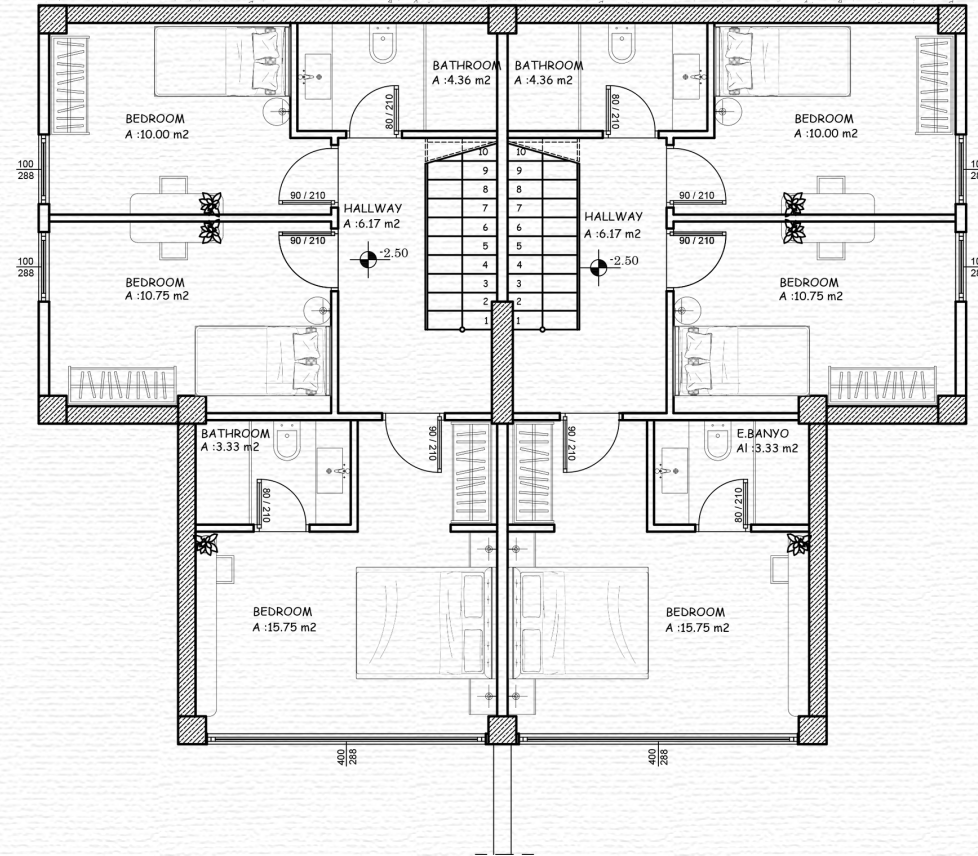 BATHROOM
A :4.36 m2
BATHROOM
A :4.36 m2
80 / 210
80 / 210
BEDROOM
A :10.00 m2
BEDROOM
A :10.00 m2
100
288
90 / 210
90 / 210
10
9
8
7
6
5
4
3
2
1
10
9
8
7
6
5
4
3
2
1
HALLWAY
A :6.17 m2
-2.50
HALLWAY
A :6.17 m2
-2.50
90 / 210
90 / 210
100
288
BEDROOM
A :10.75 m2
BEDROOM
A :10.75 m2
BATHROOM
A :3.33 m2
90 / 210
90 / 210
E.BANYO
Al :3.33 m2
80 / 210
80 / 210
BEDROOM
A :15.75 m2
BEDROOM
A :15.75 m2
400
288
400
288